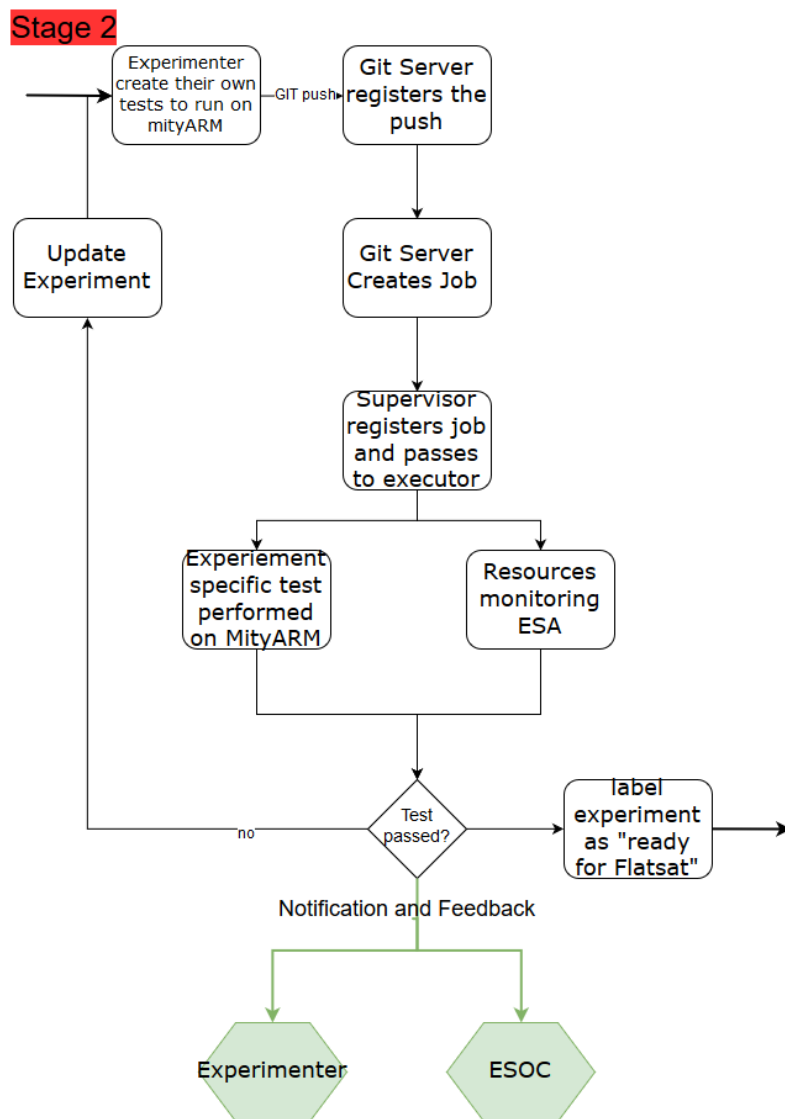 Stage 2
Experimenter
create their own
tests to run on
mityARM
GIT push
Git Server
registers the
push
Update
Experiment
Git Server
Creates Job
Supervisor
registers job
and passes
to executor
Experiement
specific test
performed
on MityARM
Resources
monitoring
ESA
Test
passed?
no
label
experiment
as "ready
for Flatsat"
Notification and Feedback
Experimenter
ESOC